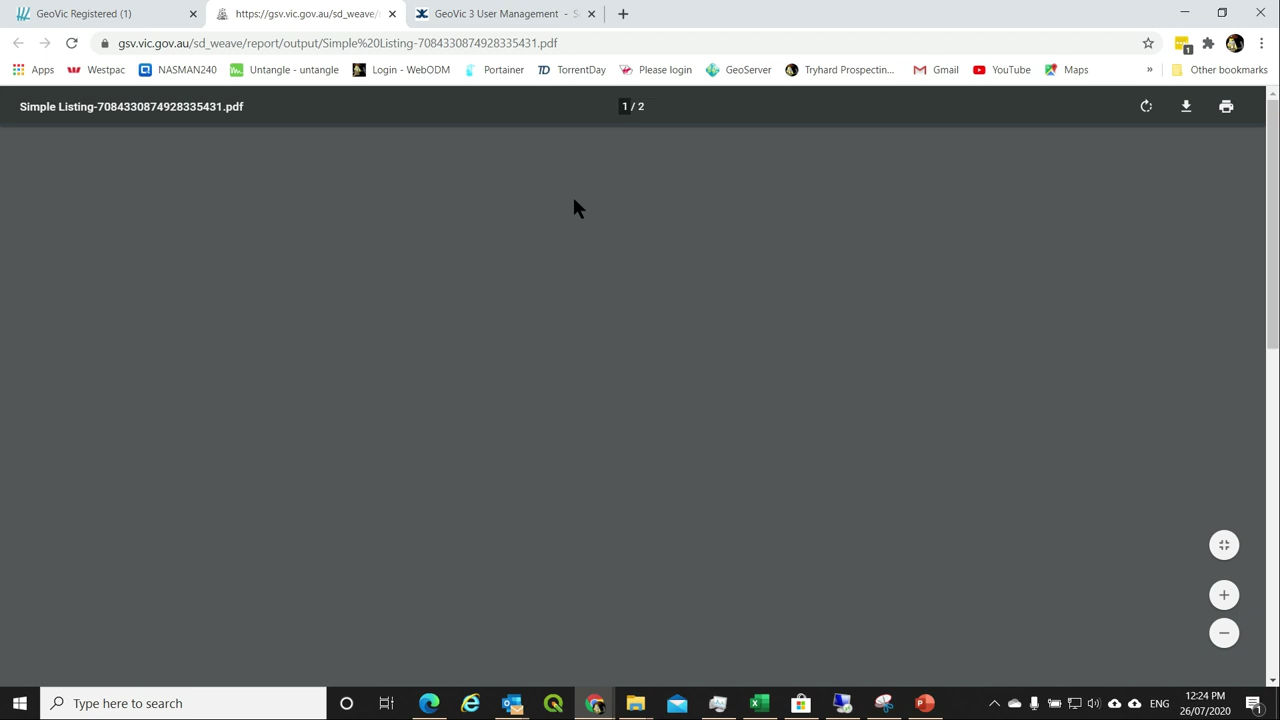 GeoVic Registered (1)
https://gsv.vic.gov.au/sd_weave/
GeoVic 3 User Management - S
gsv.vic.gov.au/sd_weave/report/output/Simple%20Listing-7084330874928335431.pdf
1
Apps
Westpac
NASMAN240
Untangle - untangle
Login - WebODM
Portainer
TD TorrentDay
Please login
GeoServer
Tryhard Prospectin...
Gmail
YouTube
Maps
»
Other bookmarks
Simple Listing-7084330874928335431.pdf
1 / 2
Type here to search
ENG
12:24 PM
26/07/2020
1